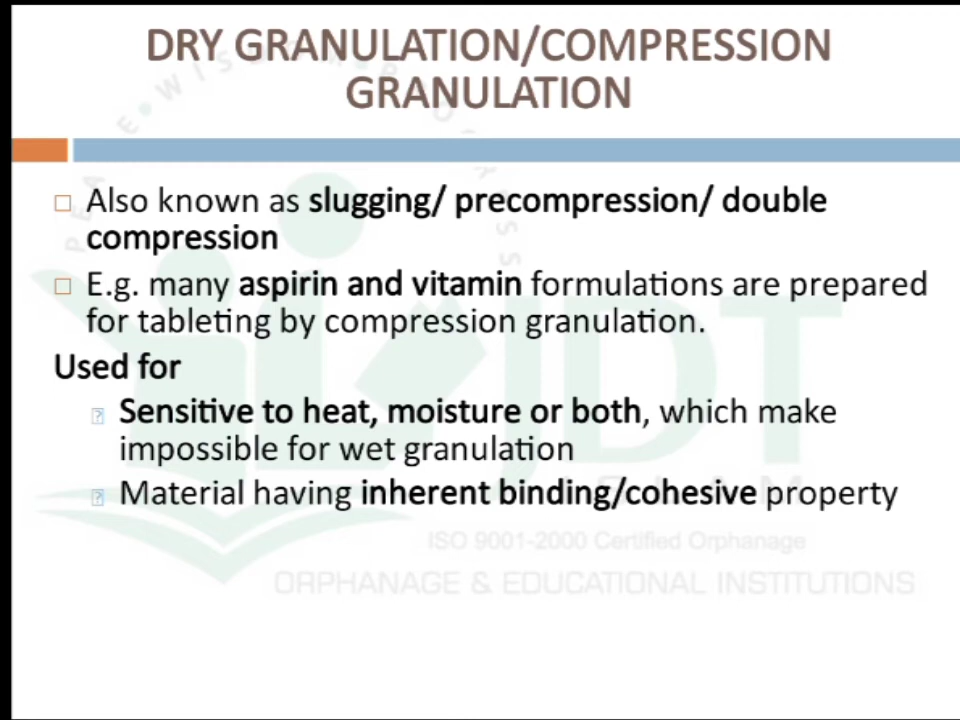 DRY GRANULATION/COMPRESSION
GRANULATION
Also known as slugging/ precompression/ double
compression
E.g. many aspirin and vitamin formulations are prepared
for tableting by compression granulation.
Used for
Sensitive to heat, moisture or both, which make
impossible for wet granulation
Material having inherent binding/cohesive property
JDT
ISO 9001-2000 Certified Orphanage
ORPHANAGE & EDUCATIONAL INSTITUTIONS